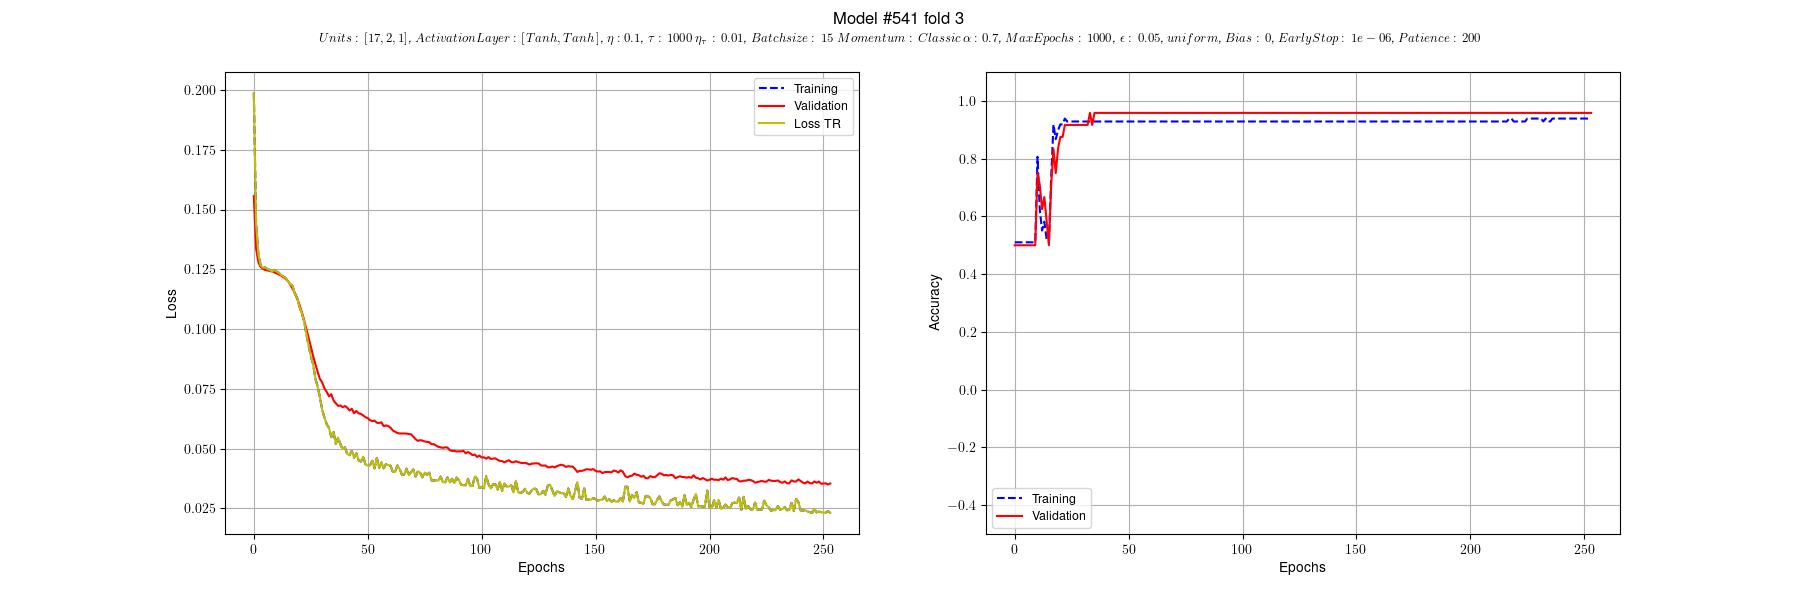 Model #541 fold 3
Units : [17, 2, 1], ActivationLayer : [Tanh, Tanh], η : 0.1, τ : 1000 η_τ : 0.01, Batchsize : 15 Momentum : Classic α : 0.7, MaxEpochs : 1000, ϵ : 0.05, uniform, Bias : 0, EarlyStop : 1e − 06, Patience : 200
0.200
0.175
0.150
0.125
0.100
0.075
0.050
0.025
Loss
0 50 100 150 200 250
Epochs
Training
Validation
Loss TR
1.0
0.8
0.6
0.4
0.2
0.0
−0.2
−0.4
Accuracy
0 50 100 150 200 250
Epochs
Training
Validation